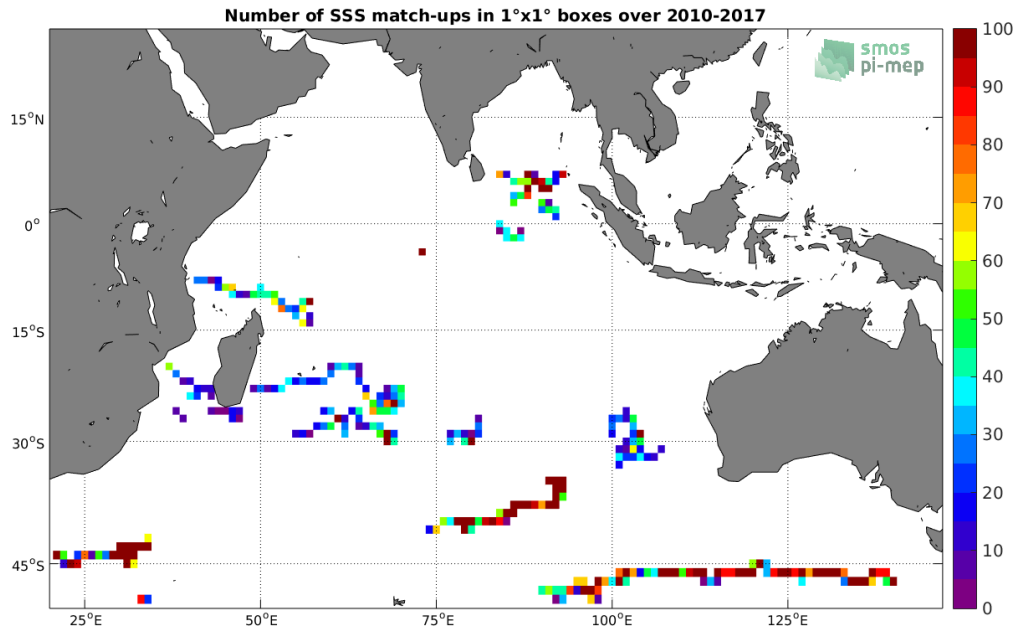 Number of SSS match-ups in 1°x1° boxes over 2010-2017
smos
pi-mep
100
90
80
70
60
50
40
30
20
10
0
15°N
0°
15°S
30°S
45°S
25°E
50°E
75°E
100°E
125°E